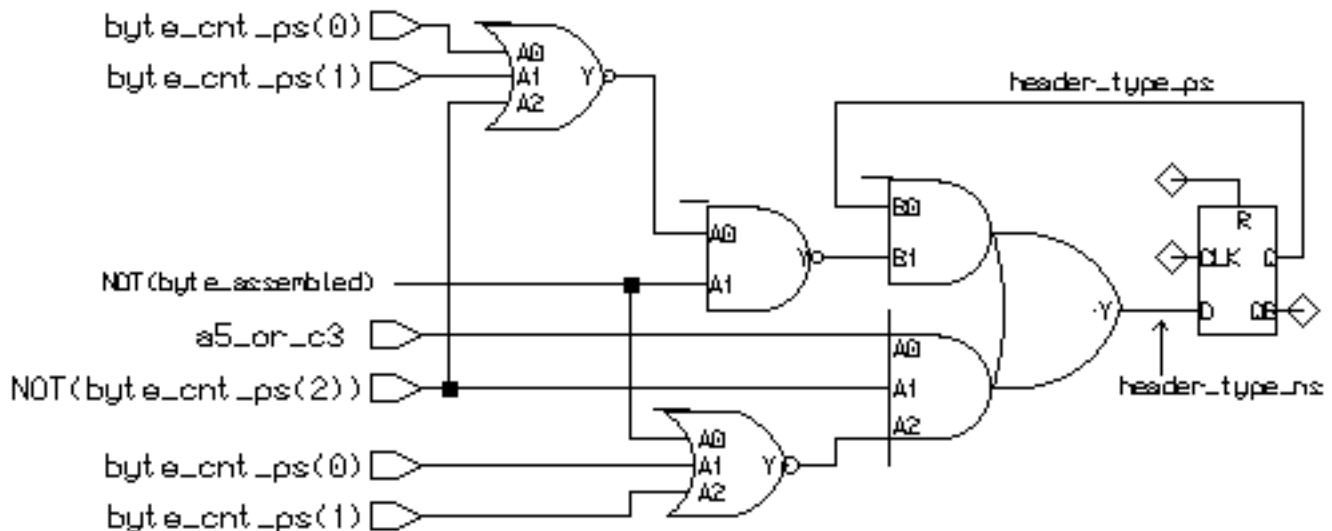 byte_cnt_ps(0)
byte_cnt_ps(1)
A0
A1
A2
Y
header_type_ps
R
CLK
Q
D
QB
B0
B1
A0
A1
Y
NOT(byte_assembled)
a5_or_c3
A0
A1
A2
Y
header_type_ns
NOT(byte_cnt_ps(2))
A0
A1
A2
Y
byte_cnt_ps(0)
byte_cnt_ps(1)